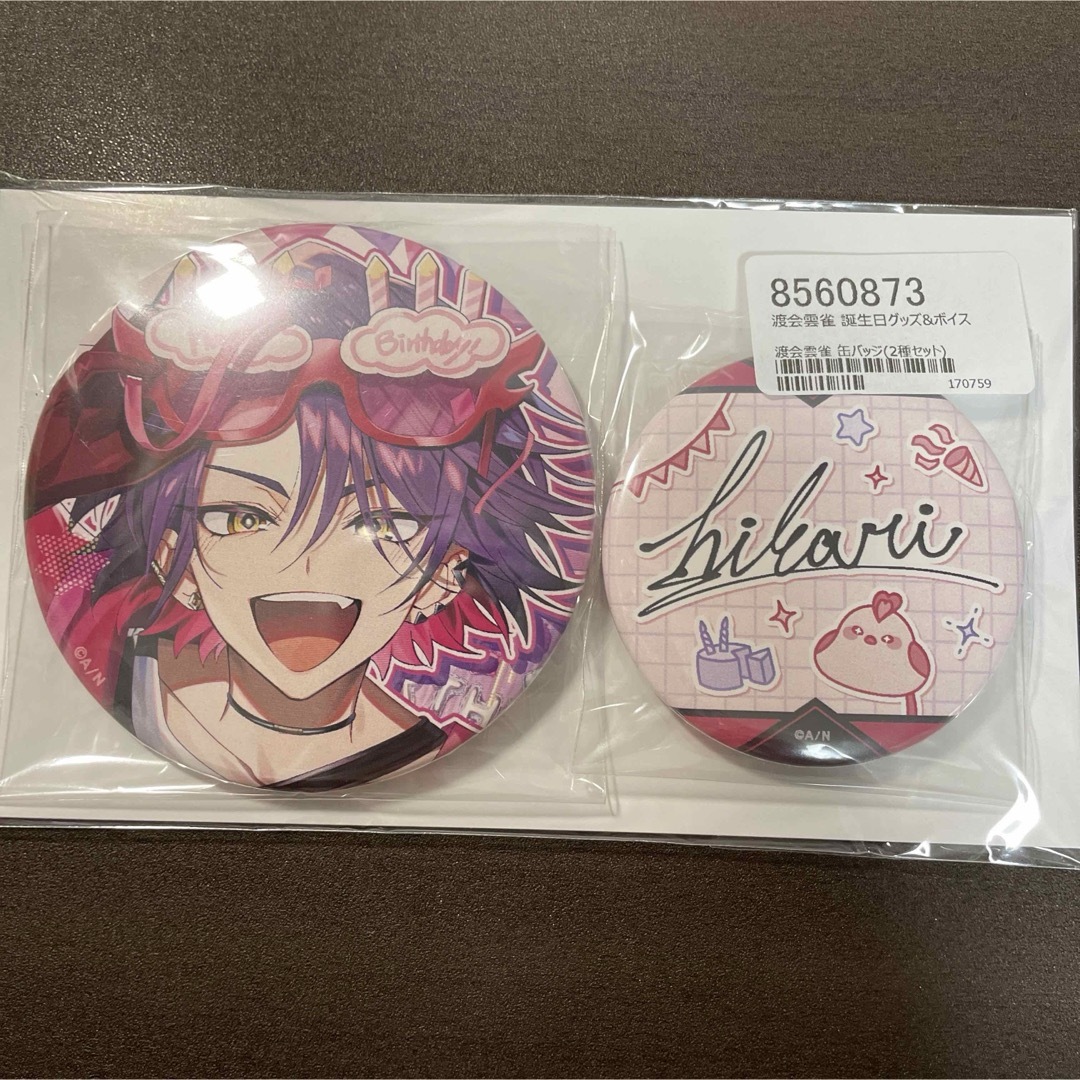 Birthday!!
©A/N
8560873
渡会雲雀 誕生日グッズ&ボイス
渡会雲雀 缶バッジ(2種セット)
170759
hikari
©A/N